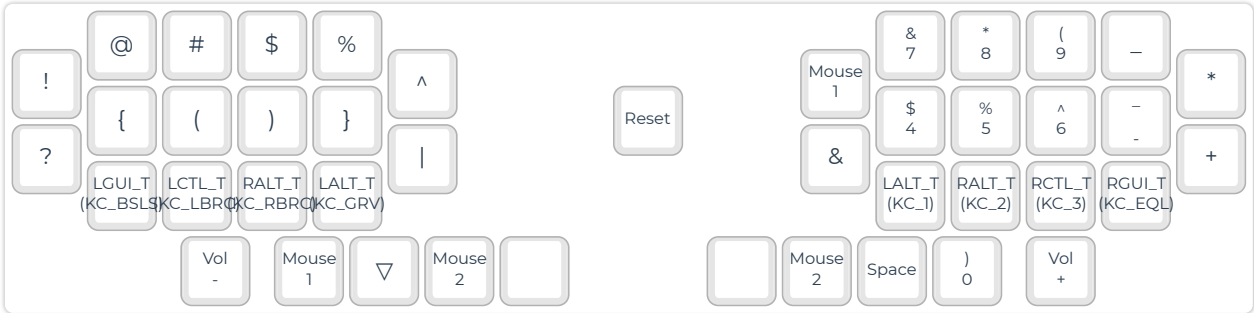 !
@
#
$
%
^
Reset
Mouse
1
&
7
*
8
(
9
_
*
?
{
(
)
}
|
&
$
4
%
5
^
6
_
-
+
LGUI_T
(KC_BSLS)
LCTL_T
(KC_LBRC)
RALT_T
(KC_RBRC)
LALT_T
(KC_GRV)
LALT_T
(KC_1)
RALT_T
(KC_2)
RCTL_T
(KC_3)
RGUI_T
(KC_EQL)
Vol
-
Mouse
1
▽
Mouse
2
Mouse
2
Space
)
0
Vol
+